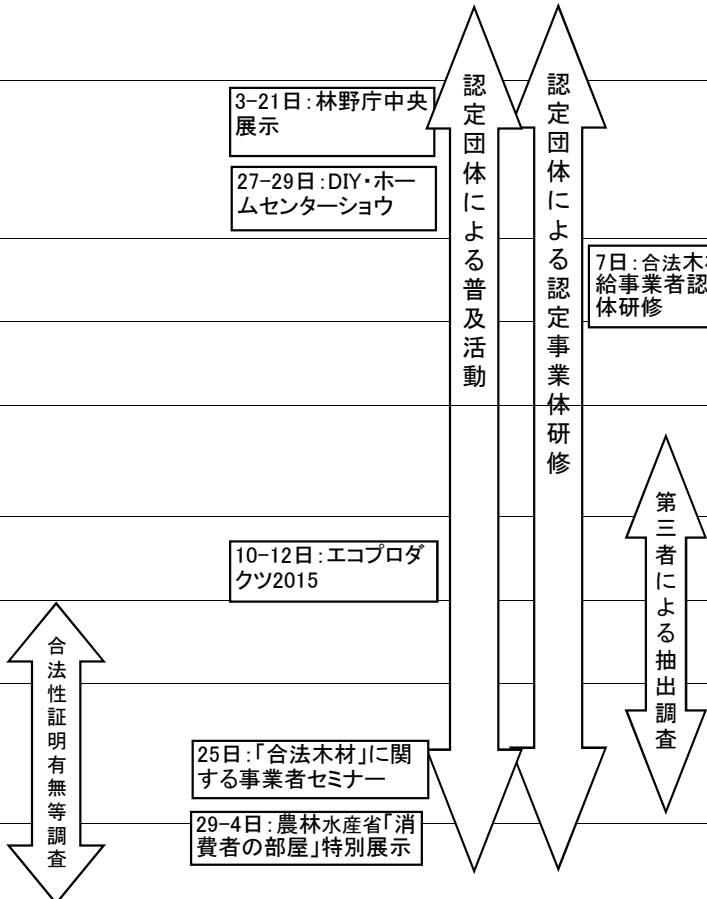 認定団体による普及活動
認定団体による認定事業体研修
3-21日：林野庁中央
展示
27-29日：DIY・ホー
ムセンターショウ
7日：合法木材
給事業者認
体研修
第三者による抽出調査
10-12日：エコプロダ
クツ2015
合法性証明有無等調査
25日：「合法木材」に関
する事業者セミナー
29-4日：農林水産省「消
費者の部屋」特別展示